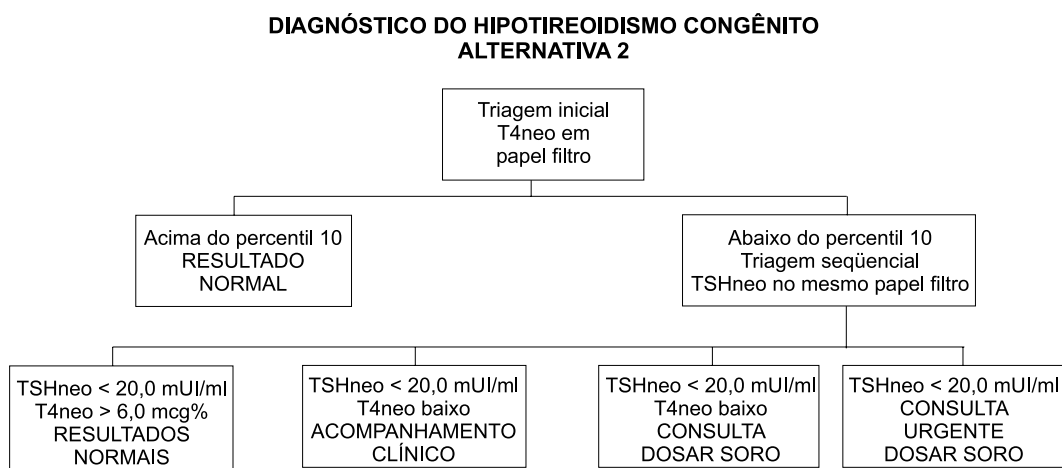 DIAGNÓSTICO DO HIPOTIREOIDISMO CONGÊNITO
ALTERNATIVA 2
Triagem inicial
T4neo em
papel filtro
Acima do percentil 10
RESULTADO
NORMAL
Abaixo do percentil 10
Triagem seqüencial
TSHneo no mesmo papel filtro
TSHneo < 20,0 mUI/ml
T4neo > 6,0 mcg%
RESULTADOS
NORMAIS
TSHneo < 20,0 mUI/ml
T4neo baixo
ACOMPANHAMENTO
CLÍNICO
TSHneo < 20,0 mUI/ml
T4neo baixo
CONSULTA
DOSAR SORO
TSHneo < 20,0 mUI/ml
CONSULTA
URGENTE
DOSAR SORO